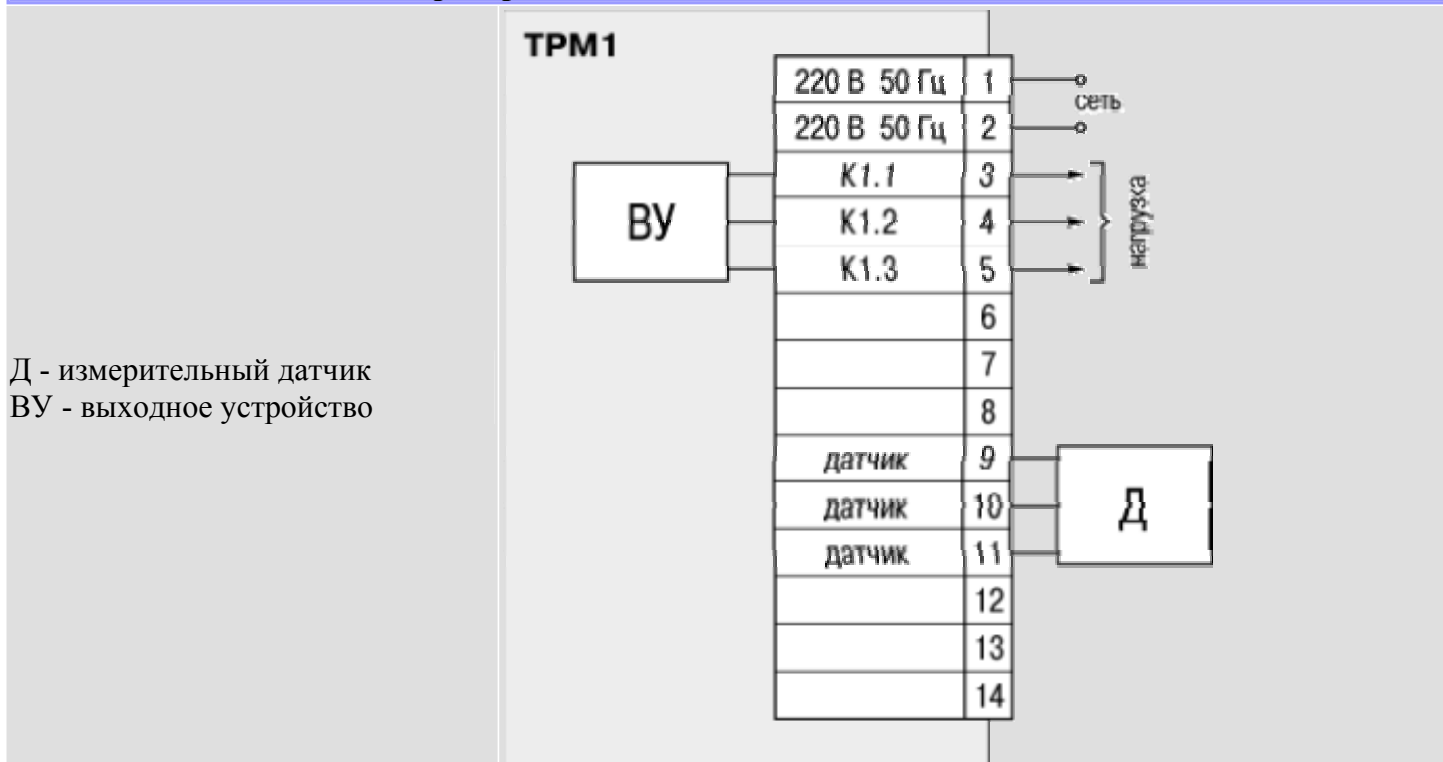 ТРМ1
220 В 50 Гц 1
сеть
220 В 50 Гц 2
К1.1 3
ВУ К1.2 4
нагрузка
К1.3 5
6
7
Д - измерительный датчик
ВУ - выходное устройство
8
датчик 9
датчик 10 Д
датчик 11
12
13
14